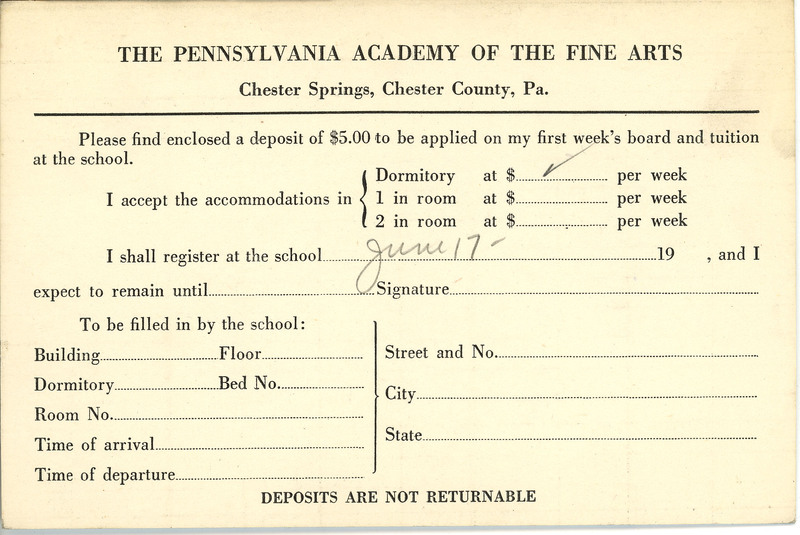 THE PENNSYLVANIA ACADEMY OF THE FINE ARTS
Chester Springs, Chester County, Pa.
Please find enclosed a deposit of $5.00 to be applied on my first week's board and tuition
at the school.
Dormitory at $ ✓ per week
I accept the accommodations in { 1 in room at $ per week
2 in room at $ per week
I shall register at the school June 17 - 19 , and I
expect to remain until Signature
To be filled in by the school:
Building Floor
Dormitory Bed No.
Room No.
Time of arrival
Time of departure
Street and No.
City
State
DEPOSITS ARE NOT RETURNABLE